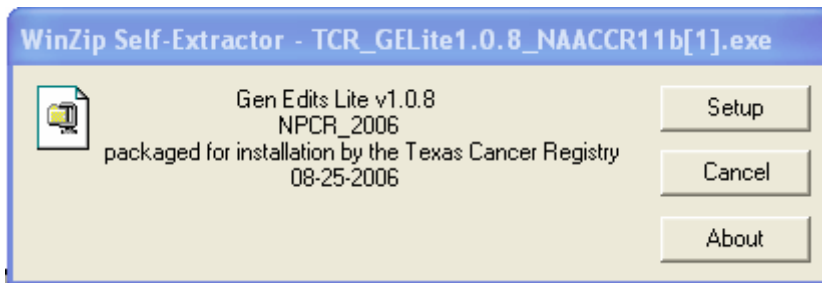 WinZip Self-Extractor - TCR_GELite1.0.8_NAACCR11b[1].exe
Gen Edits Lite v1.0.8
NPCR_2006
packaged for installation by the Texas Cancer Registry
08-25-2006
Setup
Cancel
About